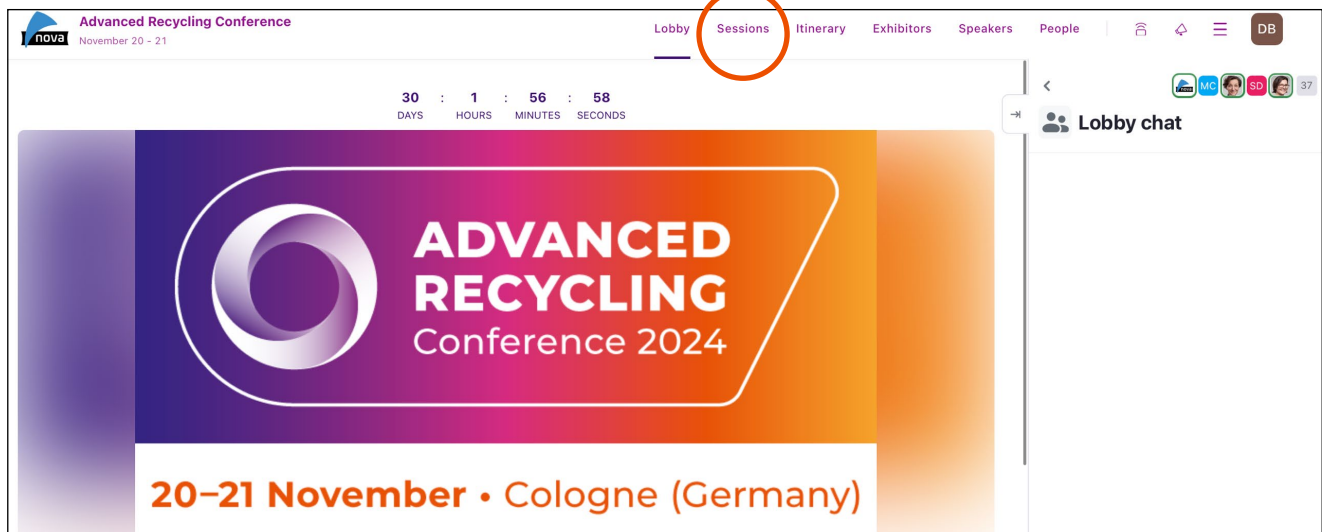 nova
Advanced Recycling Conference
November 20 - 21
Lobby Sessions Itinerary Exhibitors Speakers People DB
30 : 1 : 56 : 58
DAYS HOURS MINUTES SECONDS
MC SD 37
Lobby chat
ADVANCED
RECYCLING
Conference 2024
20–21 November • Cologne (Germany)